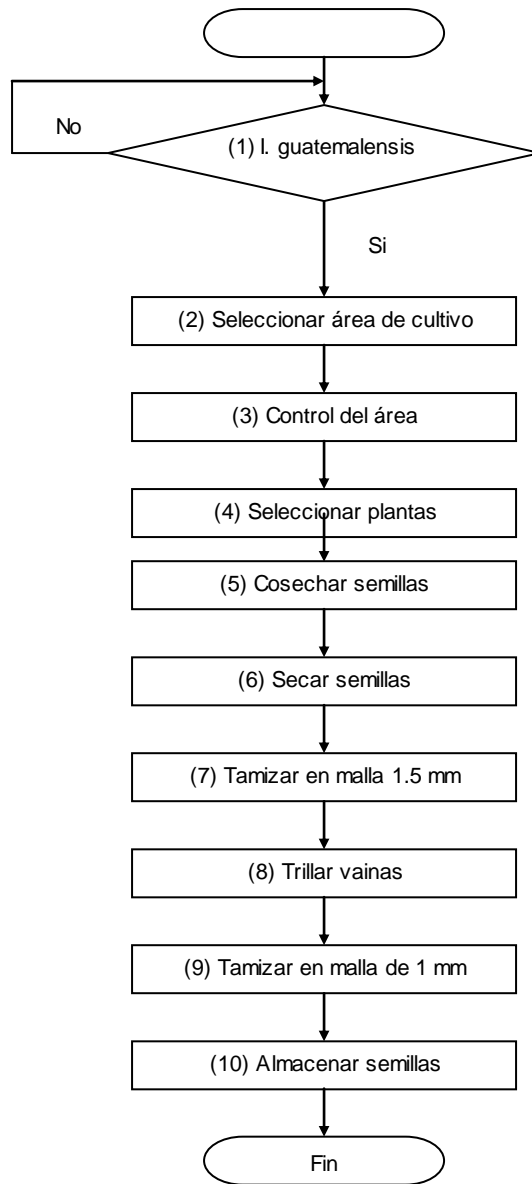 No
(1) I. guatemalensis
Si
(2) Seleccionar área de cultivo
(3) Control del área
(4) Seleccionar plantas
(5) Cosechar semillas
(6) Secar semillas
(7) Tamizar en malla 1.5 mm
(8) Trillar vainas
(9) Tamizar en malla de 1 mm
(10) Almacenar semillas
Fin